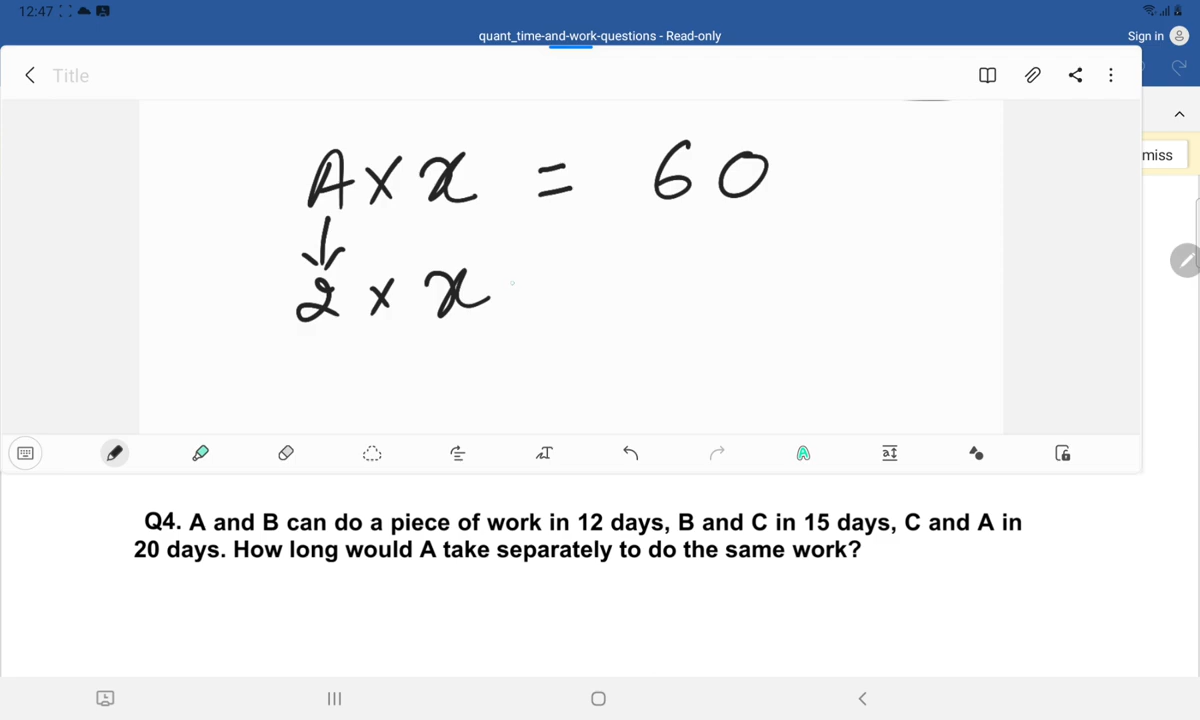 12:47
quant_time-and-work-questions - Read-only
Sign in
Title
miss
A × x = 60
2 × x
Q4. A and B can do a piece of work in 12 days, B and C in 15 days, C and A in
20 days. How long would A take separately to do the same work?